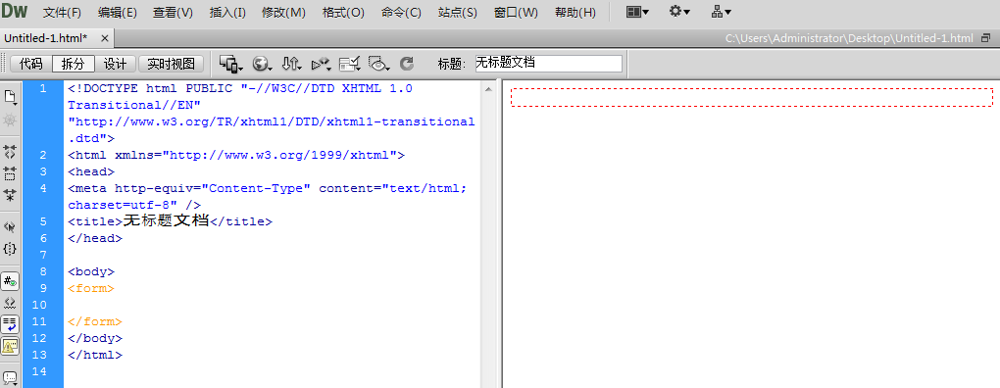 Dw 文件(F) 编辑(E) 查看(V) 插入(I) 修改(M) 格式(O) 命令(C) 站点(S) 窗口(W) 帮助(H)
Untitled-1.html* × C:\Users\Administrator\Desktop\Untitled-1.html
代码 拆分 设计 实时视图 标题: 无标题文档
1 <!DOCTYPE html PUBLIC "-//W3C//DTD XHTML 1.0
Transitional//EN"
"http://www.w3.org/TR/xhtml1/DTD/xhtml1-transitional
.dtd">
2 <html xmlns="http://www.w3.org/1999/xhtml">
3 <head>
4 <meta http-equiv="Content-Type" content="text/html;
charset=utf-8" />
5 <title>无标题文档</title>
6 </head>
7
8 <body>
9 <form>
10
11 </form>
12 </body>
13 </html>
14